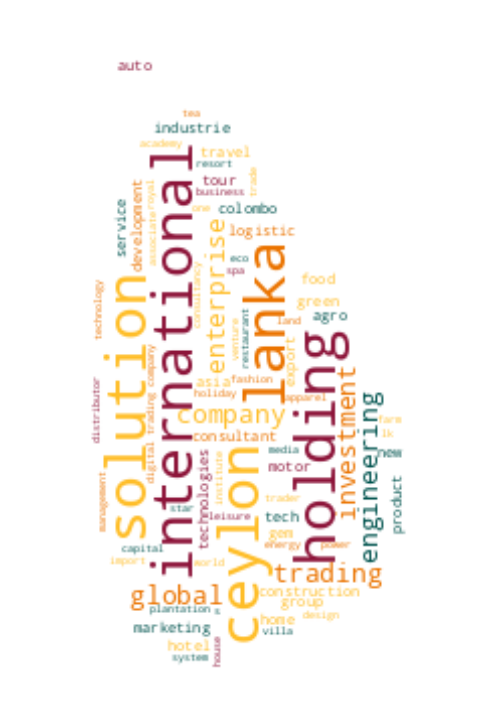 auto
tea
industrie
academy
travel
resort
tour
business
trade
royal
associate
one
colombo
service
development
international
logistic
enterprise
lanka
eco
spa
consultancy
solution
technology
food
green
agro
land
restaurant
venture
export
holding
asia
fashion
holiday
apparel
company
trading company
digital
distributor
investment
engineering
farm
lk
new
consultant
ceylon
media
motor
institute
technologies
management
product
star
leisure
trader
tech
gem
energy
power
capital
import
world
trading
global
plantation
s
construction
group
design
home
marketing
villa
hotel
system
house